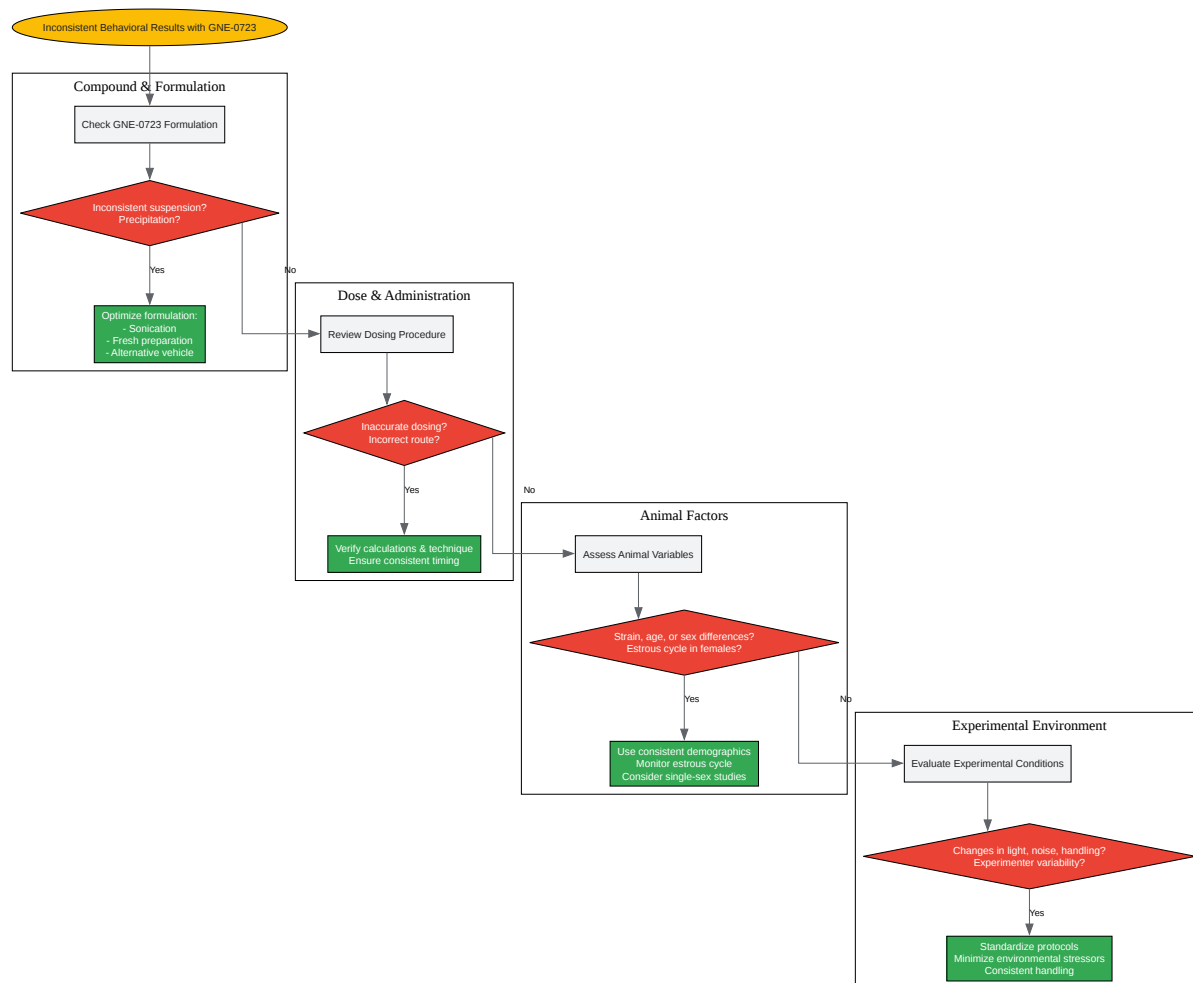 Inconsistent Behavioral Results with GNE-0723
Compound & Formulation
Check GNE-0723 Formulation
Inconsistent suspension?
Precipitation?
Yes
No
Optimize formulation:
- Sonication
- Fresh preparation
- Alternative vehicle
Dose & Administration
Review Dosing Procedure
Inaccurate dosing?
Incorrect route?
Yes
No
Verify calculations & technique
Ensure consistent timing
Animal Factors
Assess Animal Variables
Strain, age, or sex differences?
Estrous cycle in females?
Yes
No
Use consistent demographics
Monitor estrous cycle
Consider single-sex studies
Experimental Environment
Evaluate Experimental Conditions
Changes in light, noise, handling?
Experimenter variability?
Yes
Standardize protocols
Minimize environmental stressors
Consistent handling